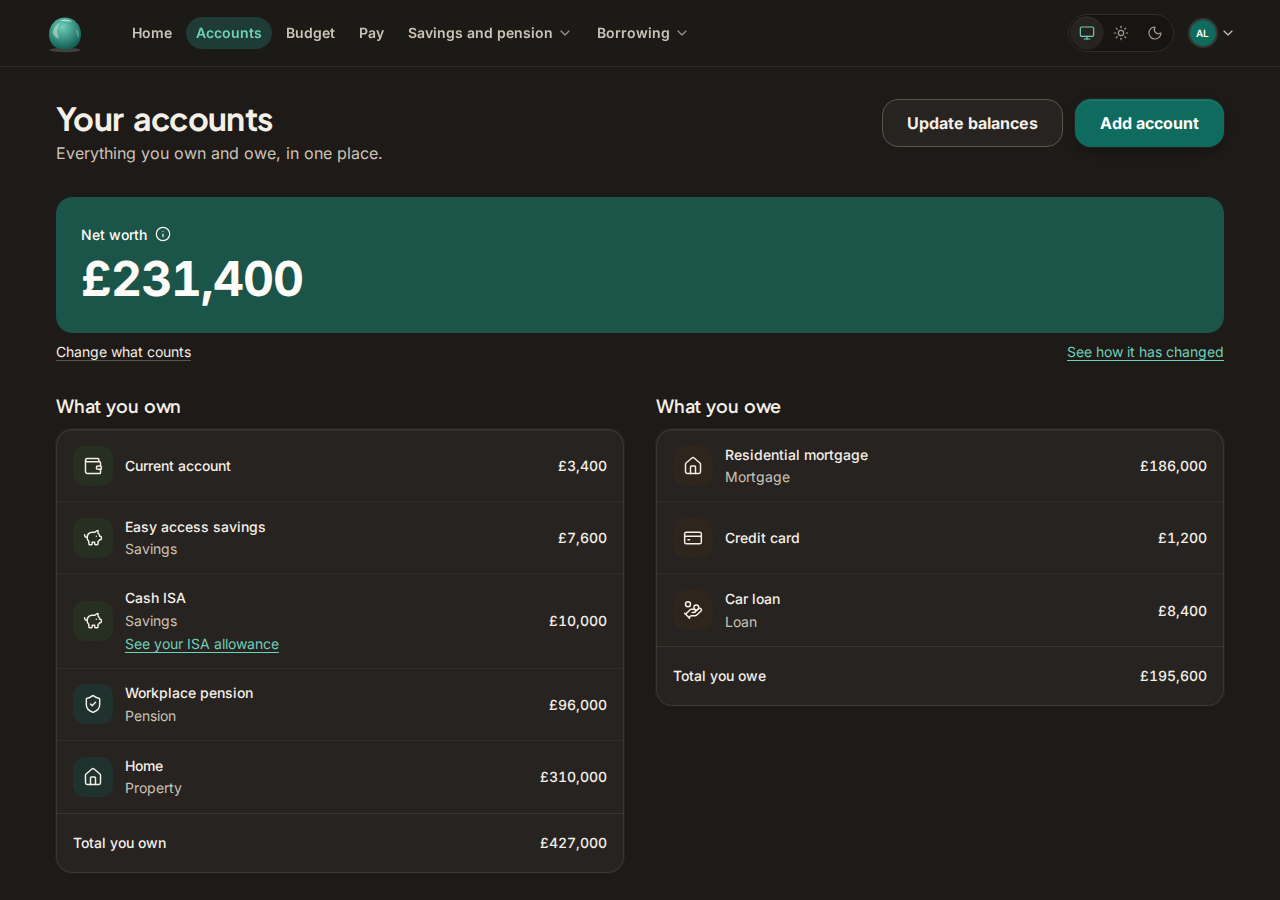 Home Accounts Budget Pay Savings and pension Borrowing AL
Your accounts
Everything you own and owe, in one place.
Update balances
Add account
Net worth
£231,400
Change what counts
See how it has changed
What you own
Current account £3,400
Easy access savings
Savings
£7,600
Cash ISA
Savings
See your ISA allowance
£10,000
Workplace pension
Pension
£96,000
Home
Property
£310,000
Total you own £427,000
What you owe
Residential mortgage
Mortgage
£186,000
Credit card £1,200
Car loan
Loan
£8,400
Total you owe £195,600